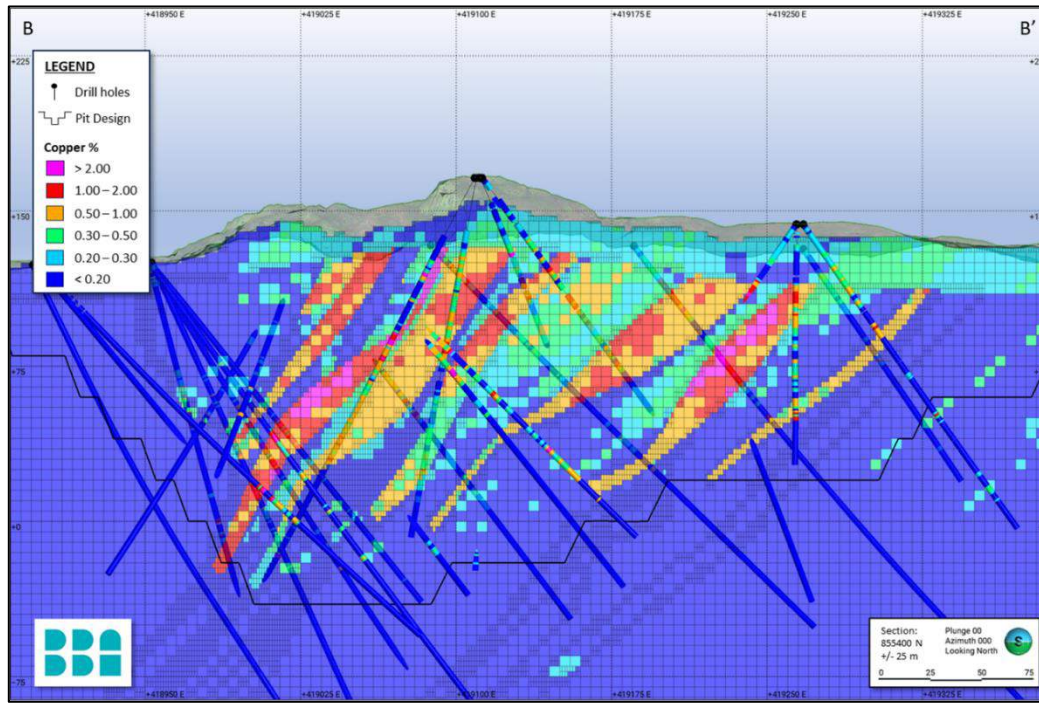 +418950 E +419025 E +419100 E +419175 E +419250 E +419325 E
B B'
+225
LEGEND
Drill holes
Pit Design
Copper %
> 2.00
1.00 – 2.00
0.50 – 1.00
0.30 – 0.50
0.20 – 0.30
< 0.20
+150
+75
+0
-75
BBA
Section:
855400 N
+/- 25 m
Plunge 00
Azimuth 000
Looking North
S
0 25 50 75
+418950 E +419025 E +419100 E +419175 E +419250 E +419325 E